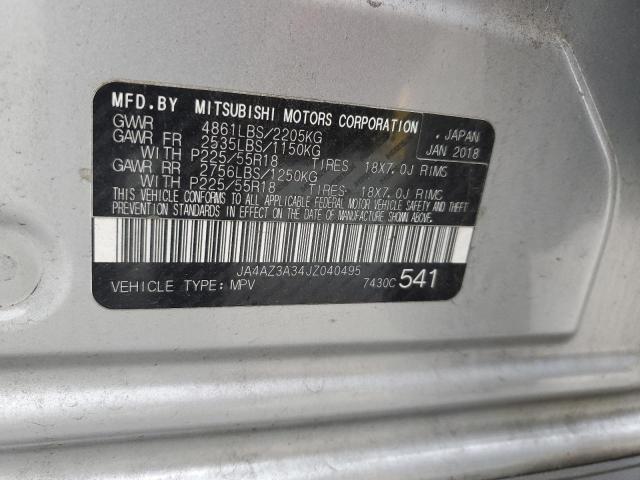 MFD.BY MITSUBISHI MOTORS CORPORATION
GVWR 4861LBS/2205KG , JAPAN
GAWR FR 2535LBS/1150KG JAN 2018
WITH P225/55R18 TIRES 18X7.0J RIMS
GAWR RR 2756LBS/1250KG
WITH P225/55R18 TIRES 18X7.0J RIMS
THIS VEHICLE CONFORMS TO ALL APPLICABLE FEDERAL MOTOR VEHICLE SAFETY AND THEFT
PREVENTION STANDARDS IN EFFECT ON THE DATE OF MANUFACTURE SHOWN ABOVE.
JA4AZ3A34JZ040495
VEHICLE TYPE: MPV 7430C 541